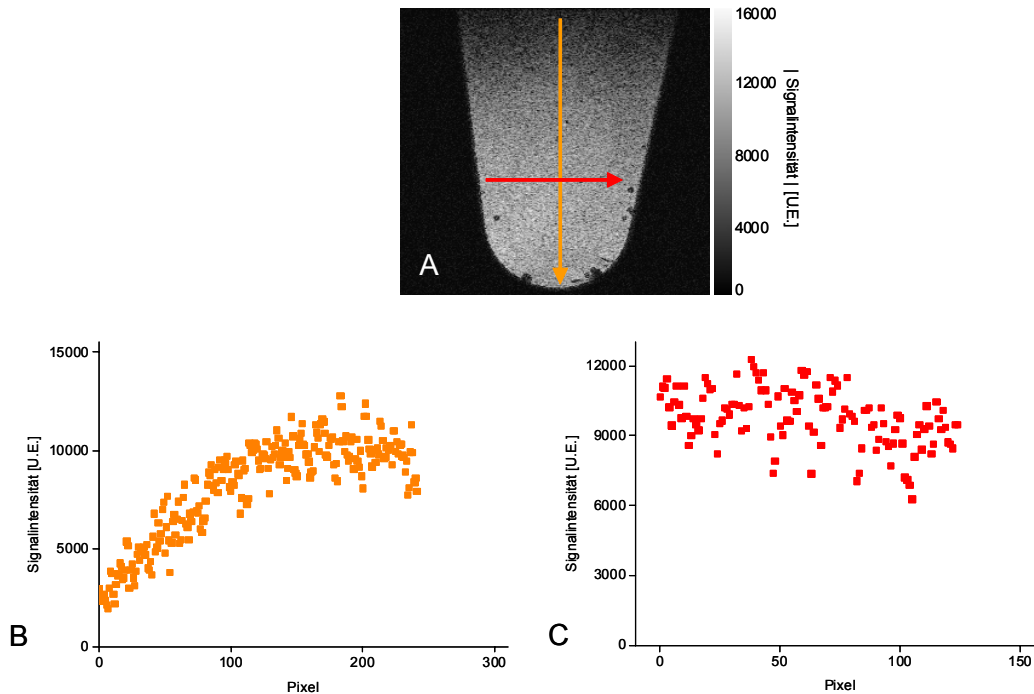 16000
12000
8000
4000
0
| Signalintensität | [U.E.]
A
15000
10000
5000
0
Signalintensität [U.E.]
0
100
200
300
Pixel
B
12000
9000
6000
3000
0
Signalintensität [U.E.]
0
50
100
150
Pixel
C